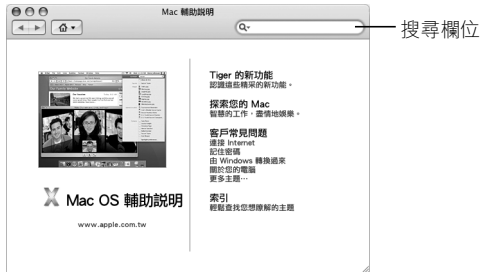 Mac 輔助說明
搜尋欄位
Tiger 的新功能
認識這些精采的新功能。
探索您的 Mac
智慧的工作，盡情地娛樂。
客戶常見問題
連接 Internet
記住密碼
由 Windows 轉換過來
關於您的電腦
更多主題…
索引
輕鬆查找您想瞭解的主題
Mac OS 輔助說明
www.apple.com.tw